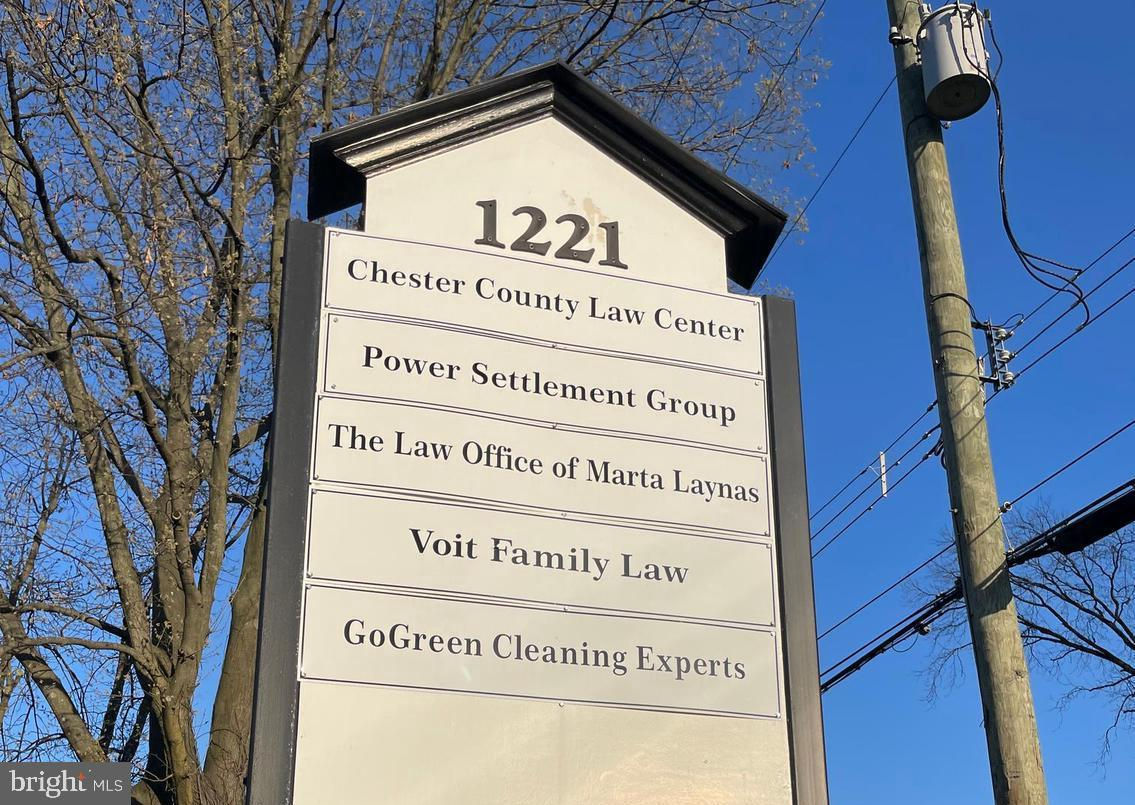 1221
Chester County Law Center
Power Settlement Group
The Law Office of Marta Laynas
Voit Family Law
GoGreen Cleaning Experts
bright MLS